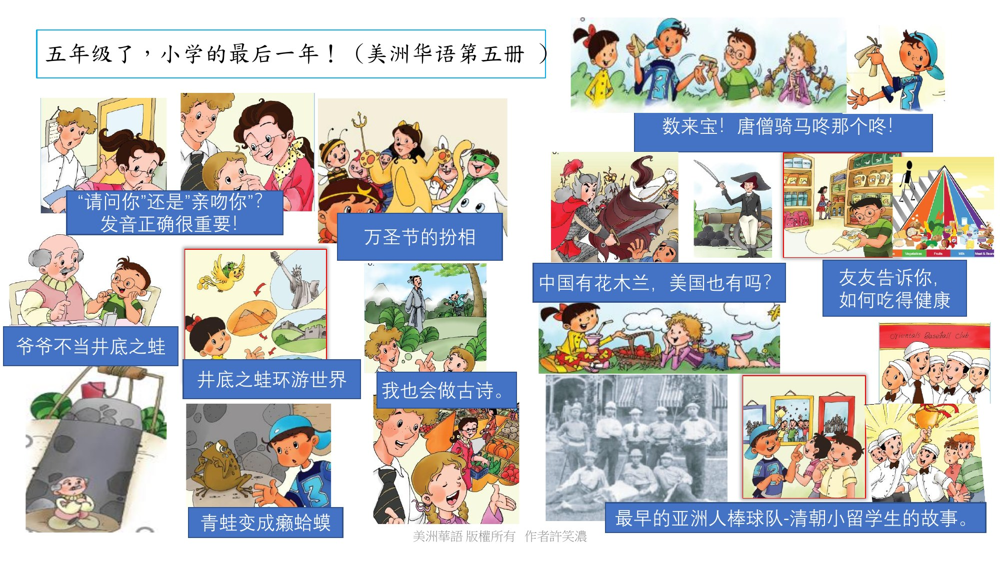 五年级了，小学的最后一年！（美洲华语第五册 ）
数来宝！唐僧骑马咚那个咚！
“请问你”还是”亲吻你”？
发音正确很重要！
万圣节的扮相
中国有花木兰，美国也有吗？
友友告诉你，
如何吃得健康
Vegetables
Fruits
Milk
Meat & Beans
爷爷不当井底之蛙
井底之蛙环游世界
我也会做古诗。
Orientals Baseball Club
青蛙变成癞蛤蟆
最早的亚洲人棒球队-清朝小留学生的故事。
美洲華語 版權所有 作者許笑濃